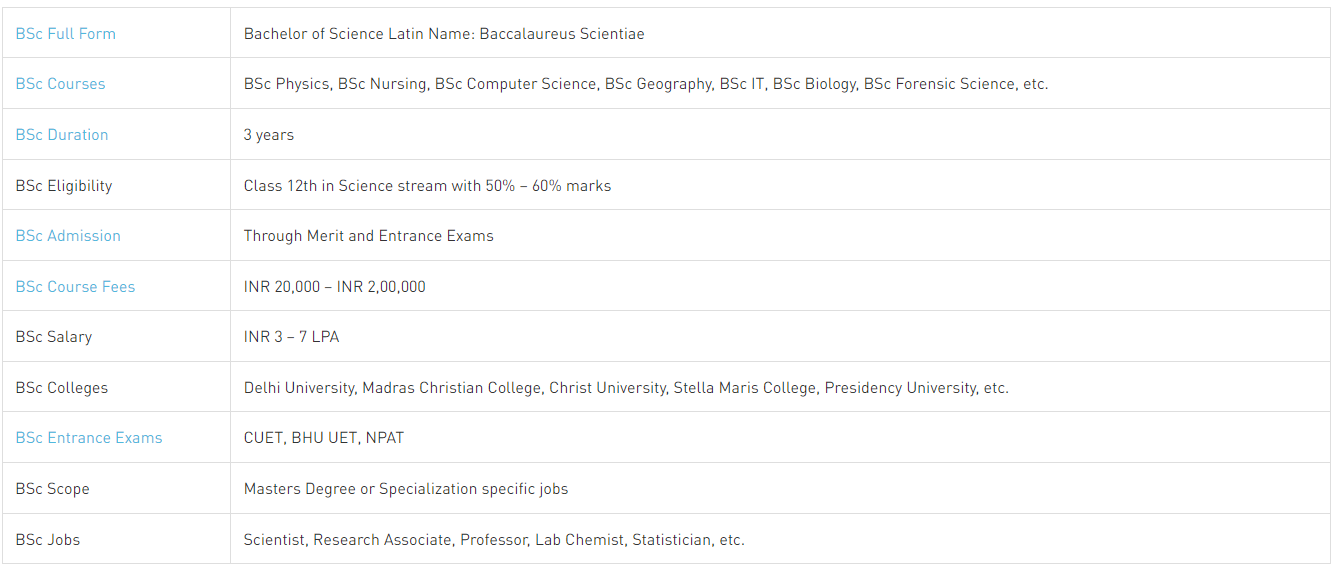 BSc Full Form Bachelor of Science Latin Name: Baccalaureus Scientiae
BSc Courses BSc Physics, BSc Nursing, BSc Computer Science, BSc Geography, BSc IT, BSc Biology, BSc Forensic Science, etc.
BSc Duration 3 years
BSc Eligibility Class 12th in Science stream with 50% – 60% marks
BSc Admission Through Merit and Entrance Exams
BSc Course Fees INR 20,000 – INR 2,00,000
BSc Salary INR 3 – 7 LPA
BSc Colleges Delhi University, Madras Christian College, Christ University, Stella Maris College, Presidency University, etc.
BSc Entrance Exams CUET, BHU UET, NPAT
BSc Scope Masters Degree or Specialization specific jobs
BSc Jobs Scientist, Research Associate, Professor, Lab Chemist, Statistician, etc.